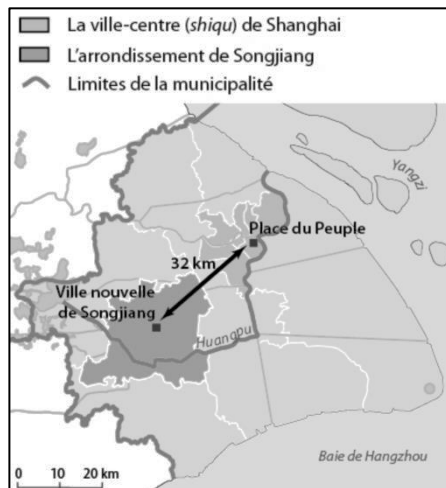 La ville-centre (shiqu) de Shanghai
L'arrondissement de Songjiang
Limites de la municipalité
Yangzi
Place du Peuple
32 km
Ville nouvelle
de Songjiang
Huangpu
Baie de Hangzhou
0 10 20 km